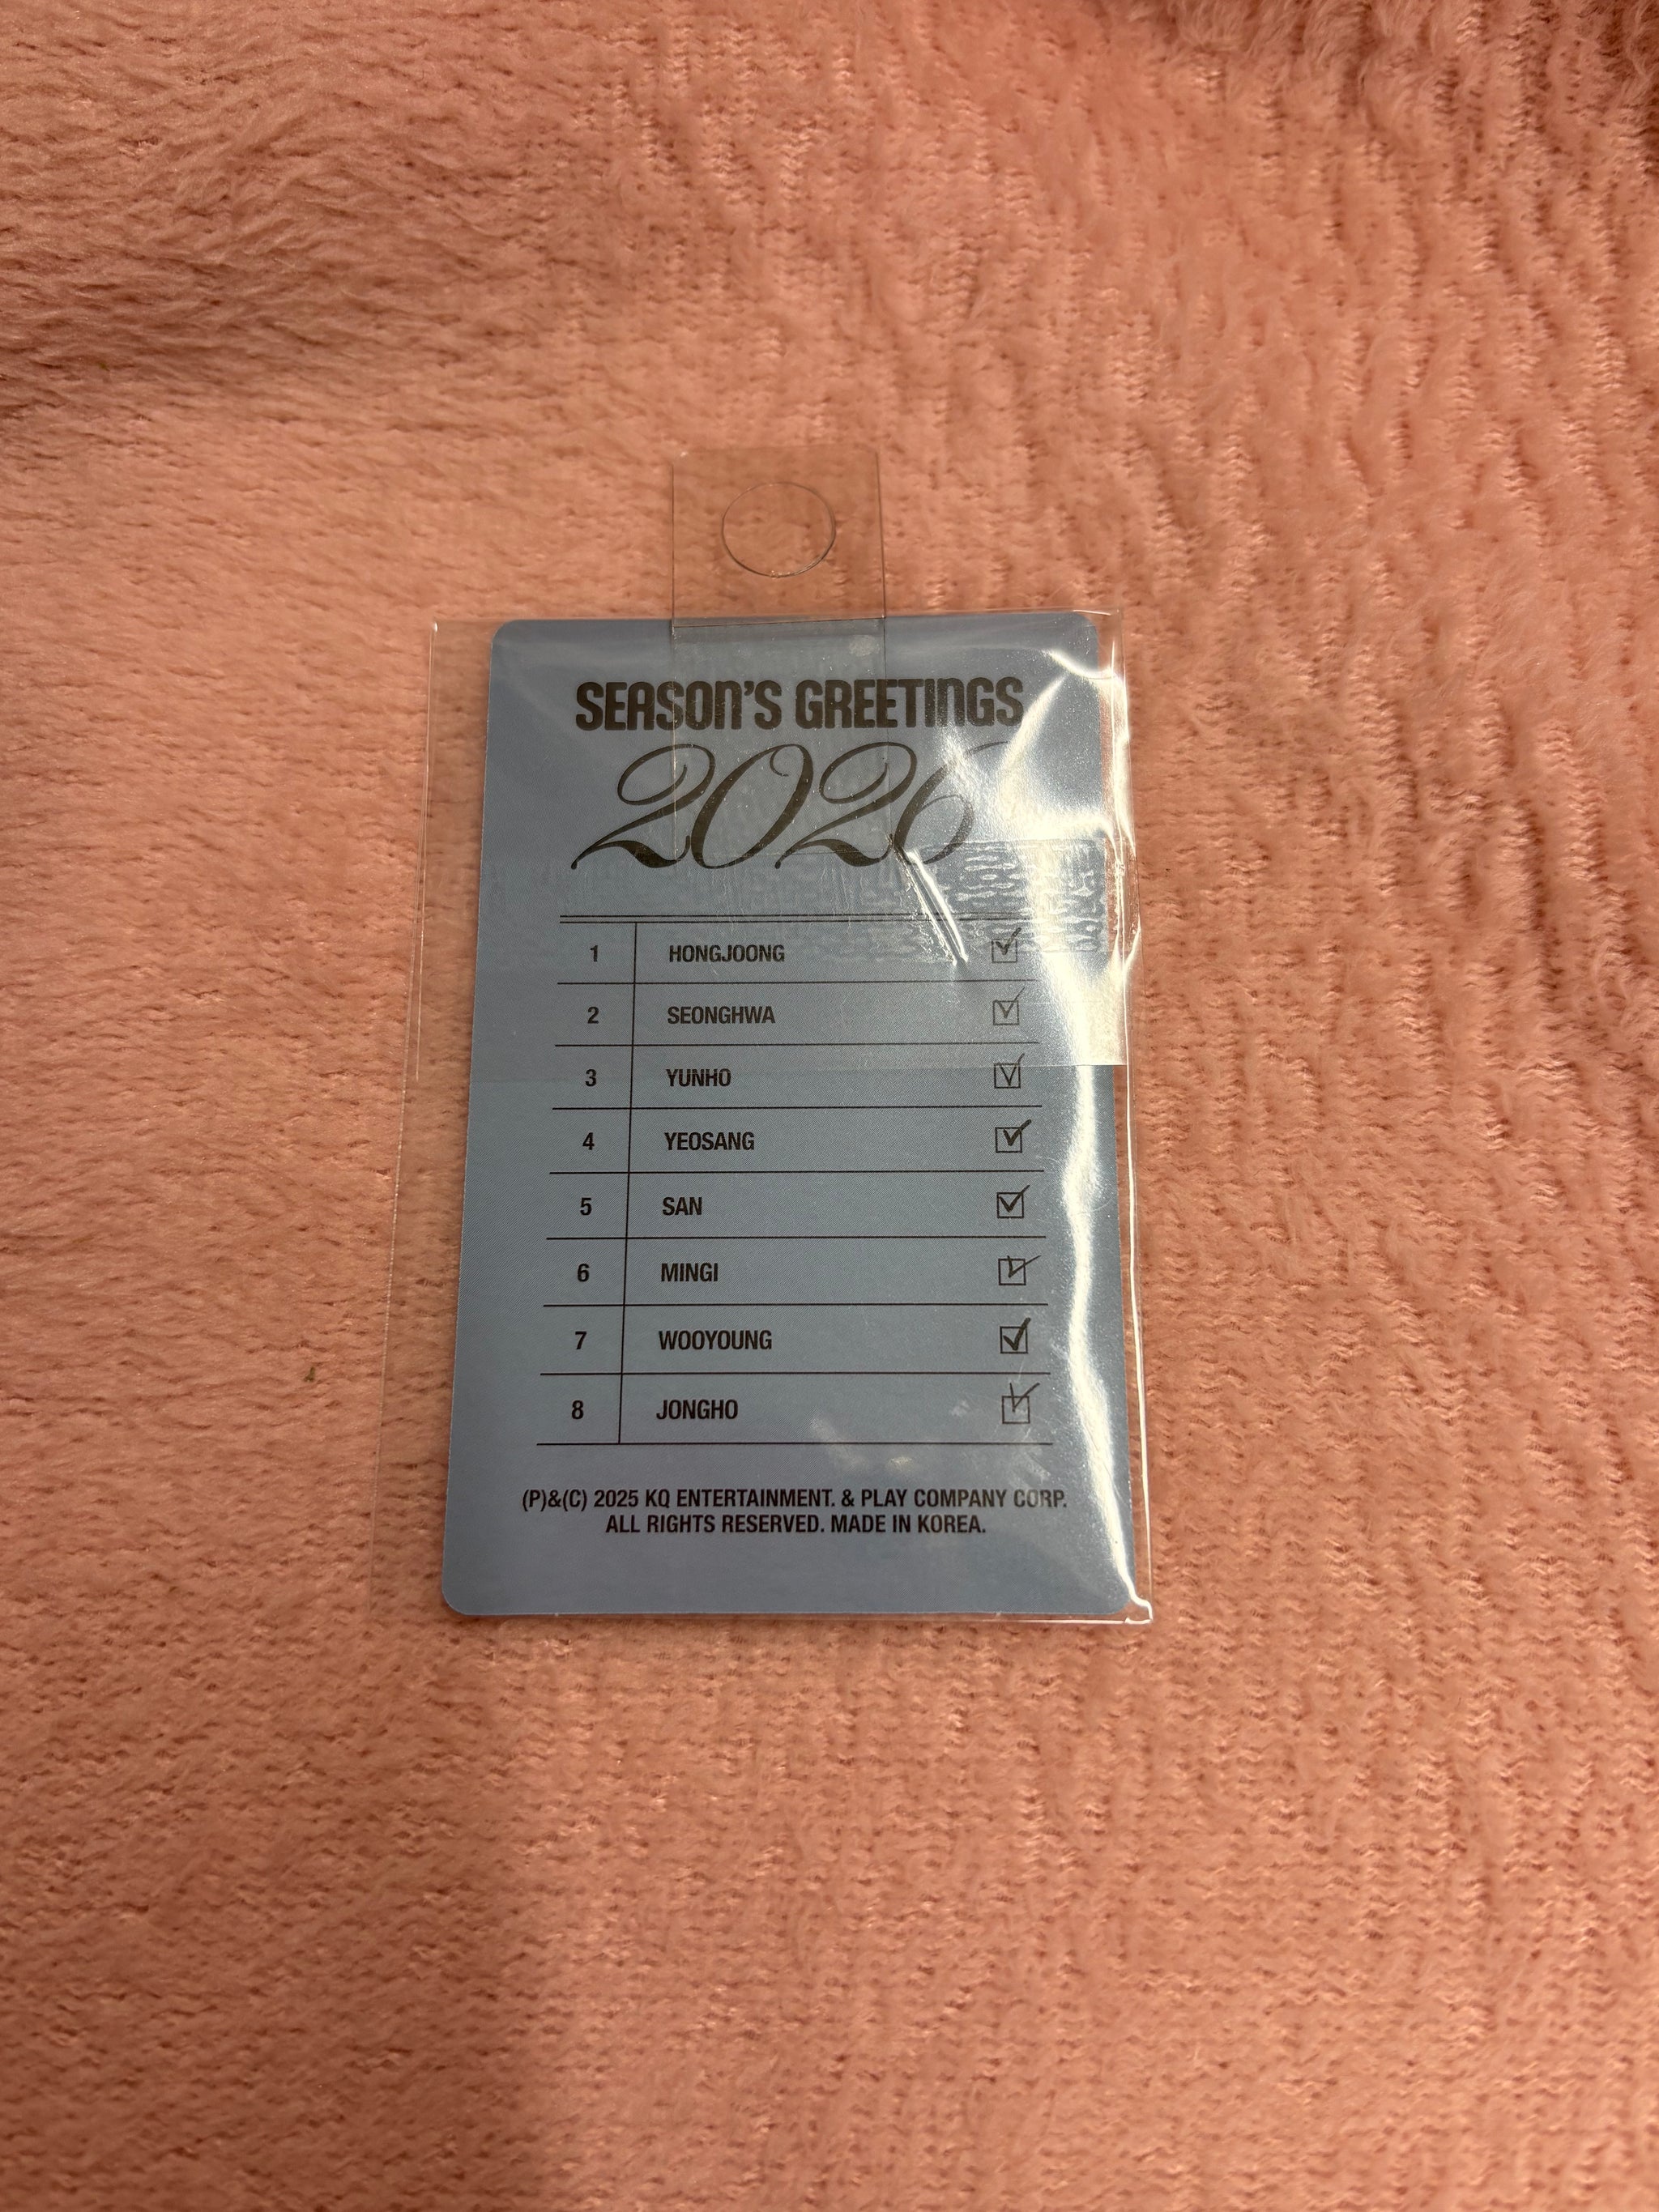 SEASON'S GREETINGS
2026
1 HONGJOONG
2 SEONGHWA
3 YUNHO
4 YEOSANG
5 SAN
6 MINGI
7 WOOYOUNG
8 JONGHO
(P)&(C) 2025 KQ ENTERTAINMENT. & PLAY COMPANY CORP.
ALL RIGHTS RESERVED. MADE IN KOREA.